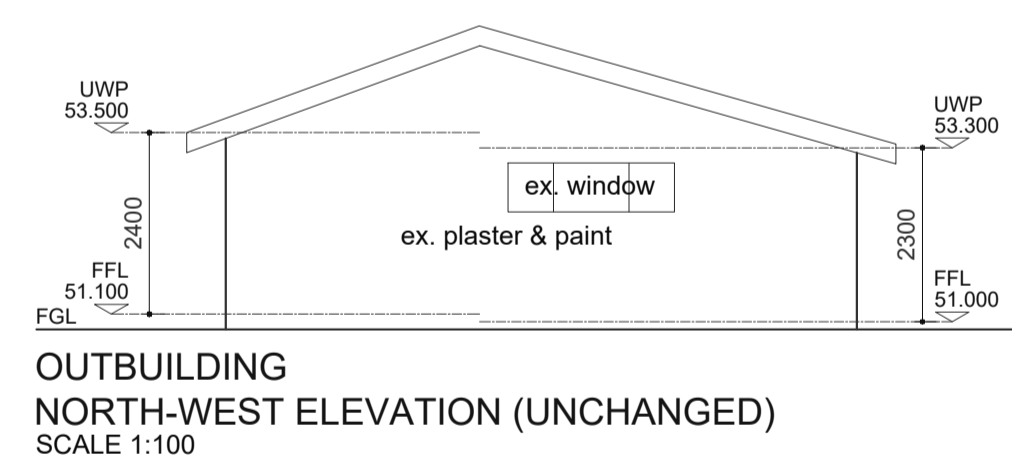 UWP
53.500
UWP
53.300
ex. window
2400
ex. plaster & paint
2300
FFL
51.100
FFL
51.000
FGL
OUTBUILDING
NORTH-WEST ELEVATION (UNCHANGED)
SCALE 1:100